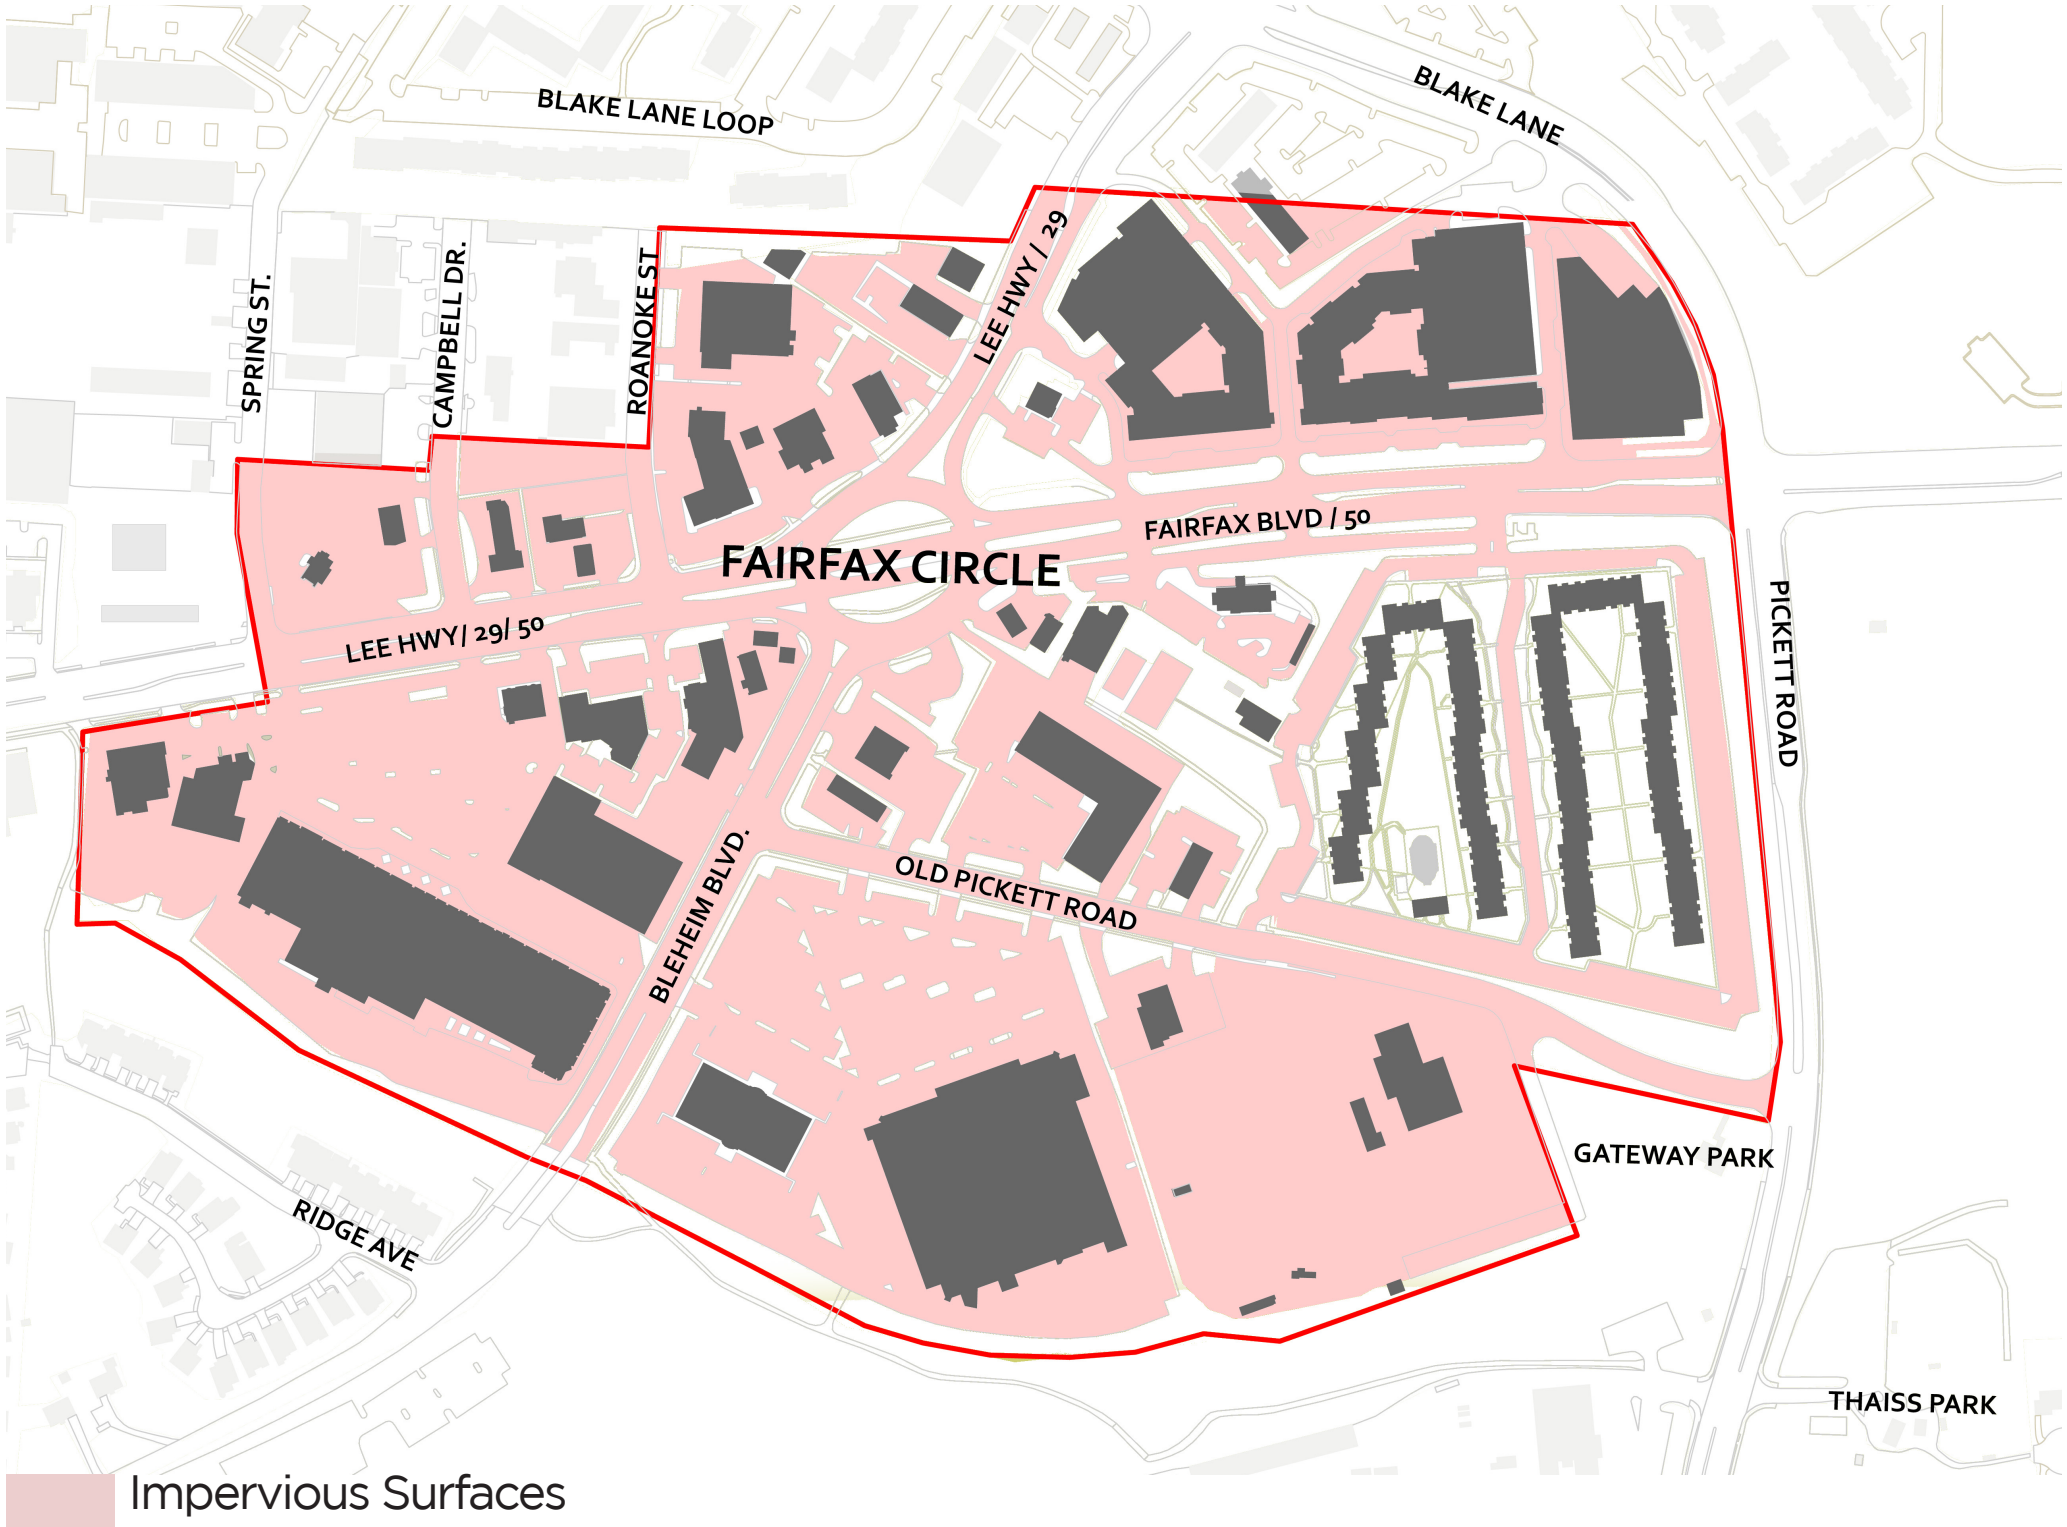 BLAKE LANE
BLAKE LANE LOOP
LEE HWY / 29
SPRING ST.
CAMPBELL DR.
ROANOKE ST
FAIRFAX BLVD / 50
FAIRFAX CIRCLE
LEE HWY/ 29/ 50
PICKETT ROAD
BLEHEIM BLVD.
OLD PICKETT ROAD
GATEWAY PARK
RIDGE AVE
THAISS PARK
Impervious Surfaces